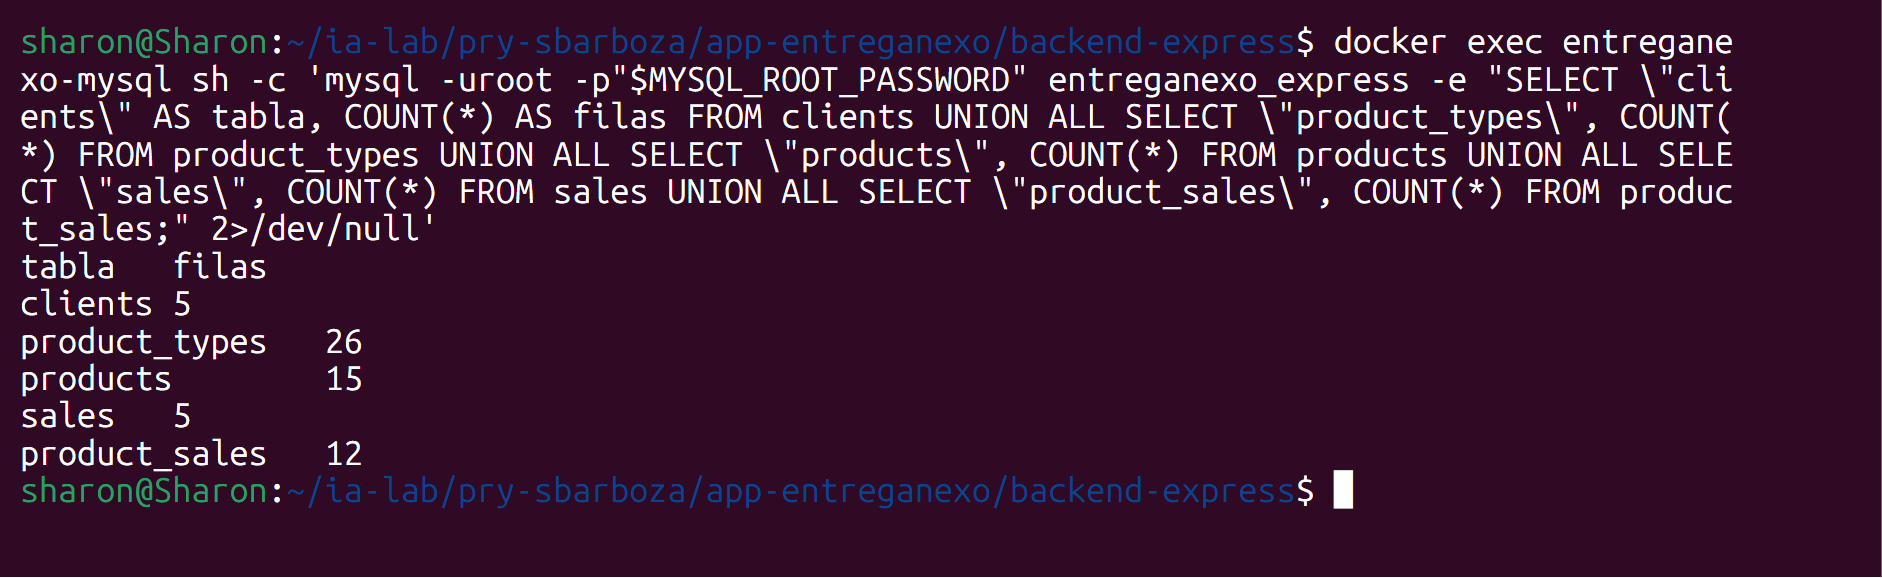 sharon@Sharon:~/ia-lab/pry-sbarboza/app-entreganexo/backend-express$ docker exec entregane
xo-mysql sh -c 'mysql -uroot -p"$MYSQL_ROOT_PASSWORD" entreganexo_express -e "SELECT \"cli
ents\" AS tabla, COUNT(*) AS filas FROM clients UNION ALL SELECT \"product_types\", COUNT(
*) FROM product_types UNION ALL SELECT \"products\", COUNT(*) FROM products UNION ALL SELE
CT \"sales\", COUNT(*) FROM sales UNION ALL SELECT \"product_sales\", COUNT(*) FROM produc
t_sales;" 2>/dev/null'
tabla	filas
clients	5
product_types	26
products	15
sales	5
product_sales	12
sharon@Sharon:~/ia-lab/pry-sbarboza/app-entreganexo/backend-express$